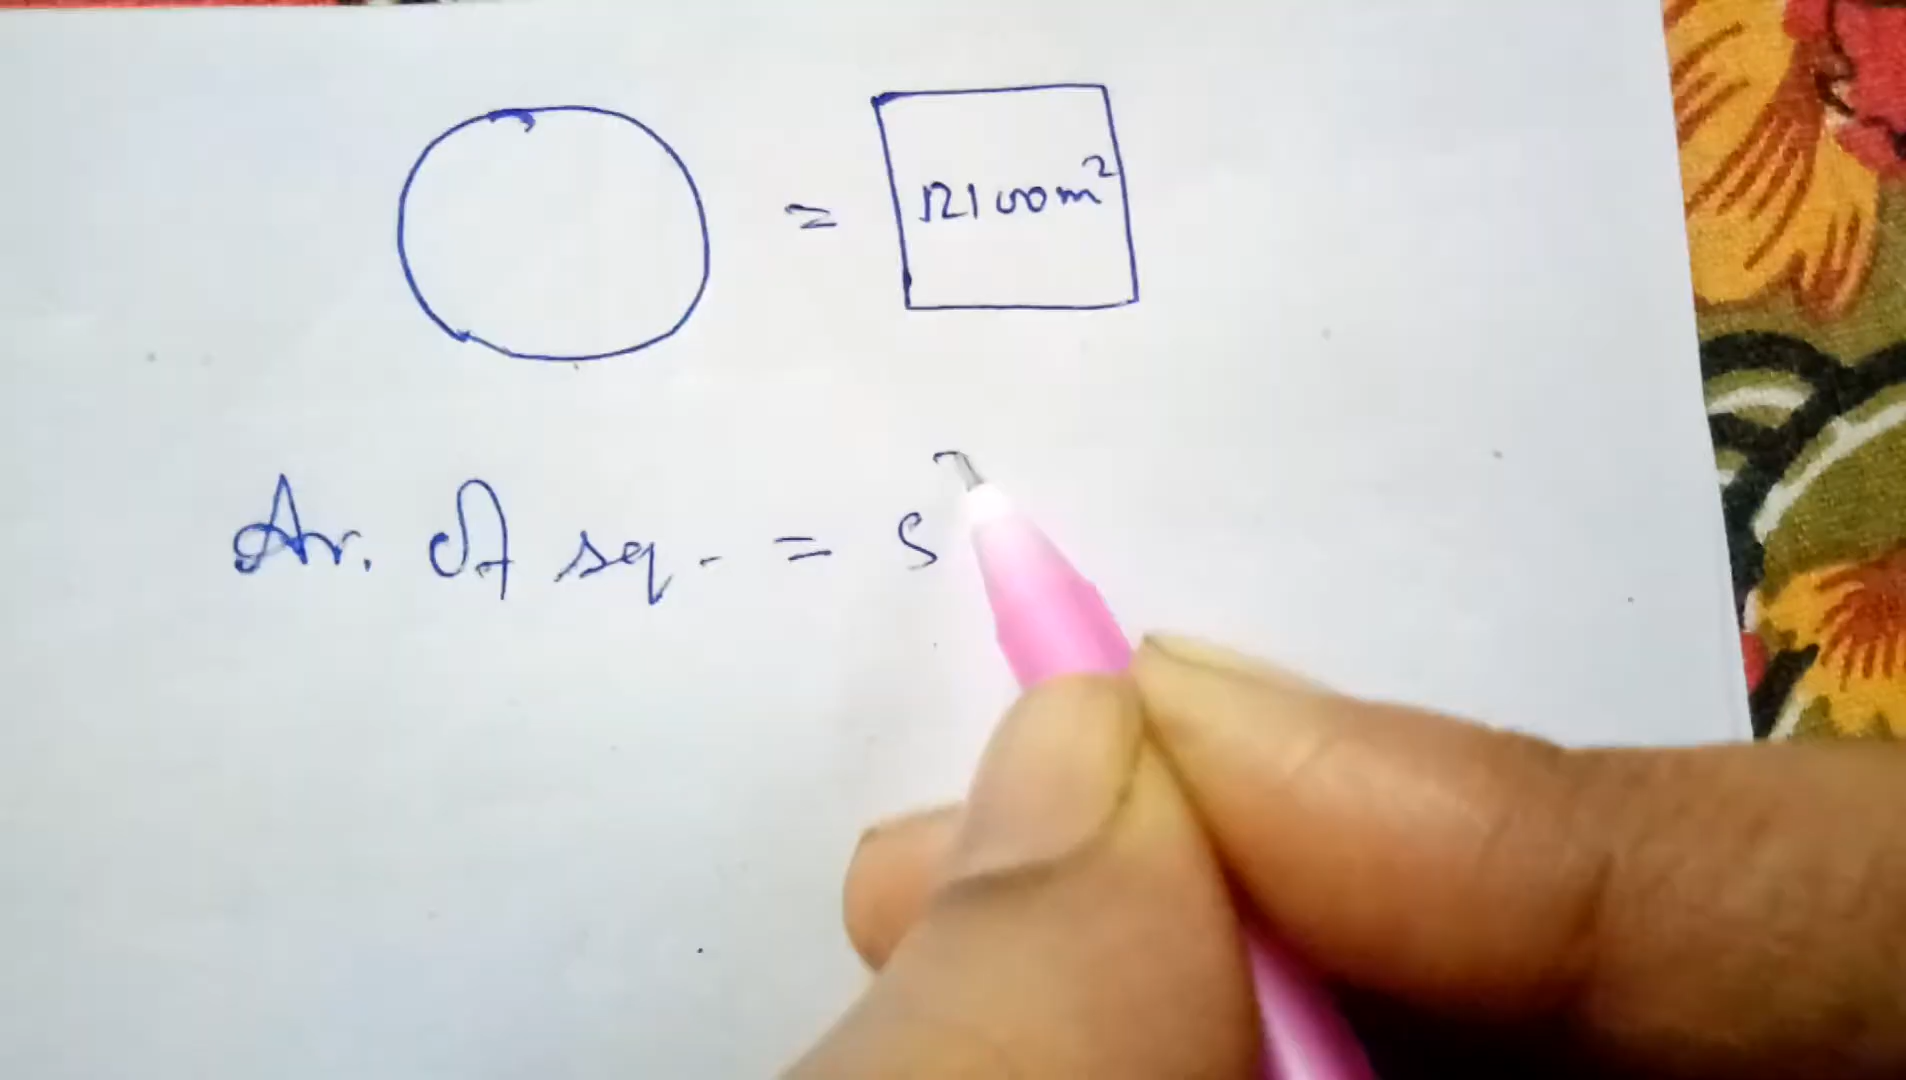 = 12100m²
Ar. of sq. = s